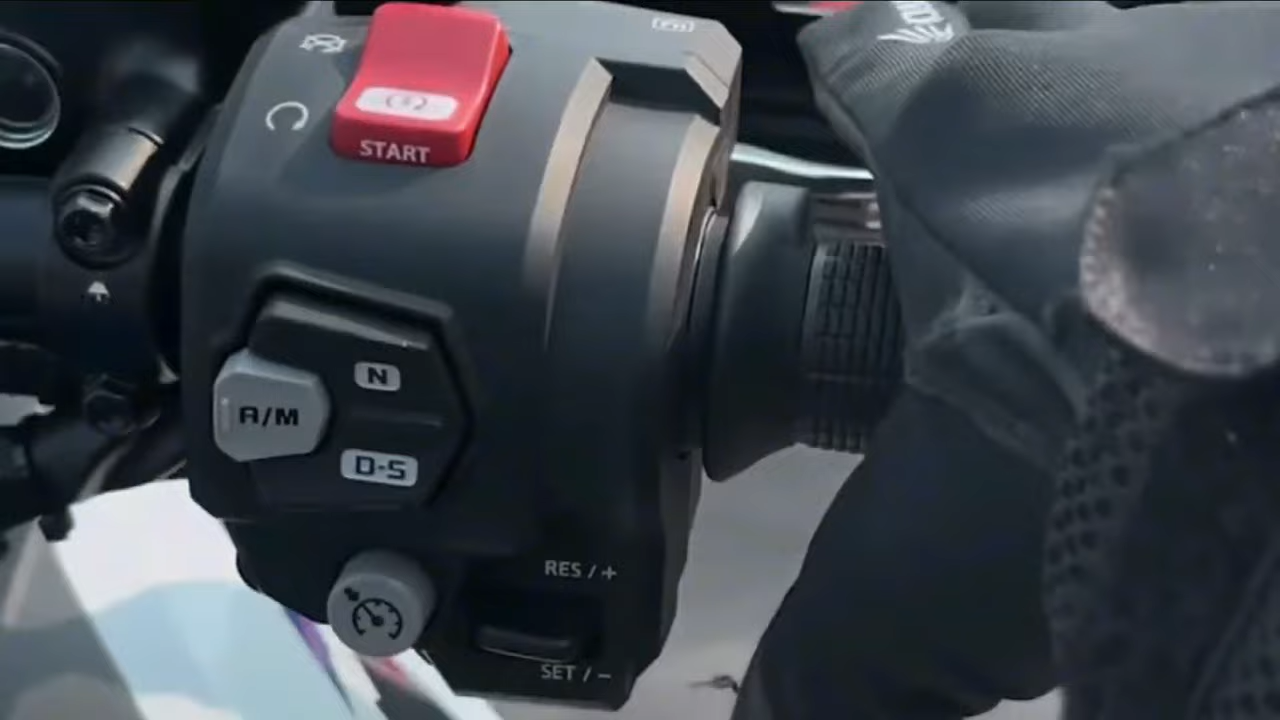 START
N
A/M
D-S
RES / +
SET / -